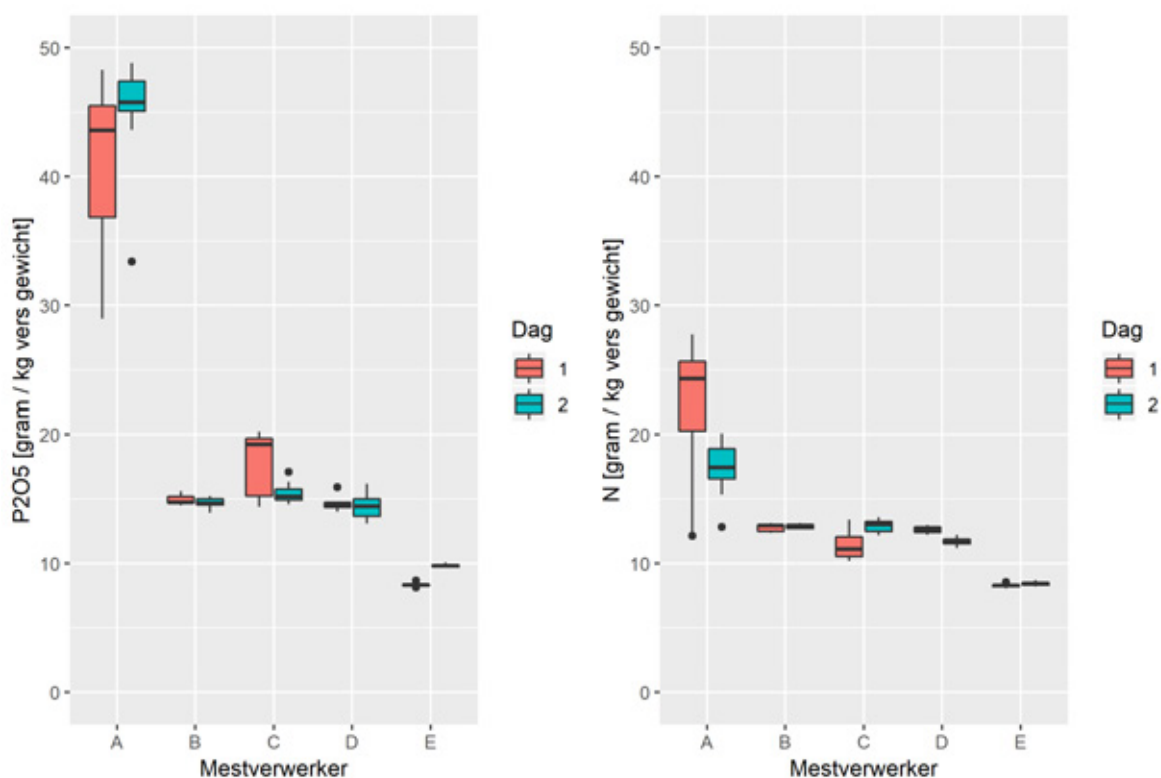 P2O5 [gram / kg vers gewicht]
50
40
30
20
10
0
A B C D E
Mestverwerker
Dag
1
2
N [gram / kg vers gewicht]
50
40
30
20
10
0
A B C D E
Mestverwerker
Dag
1
2